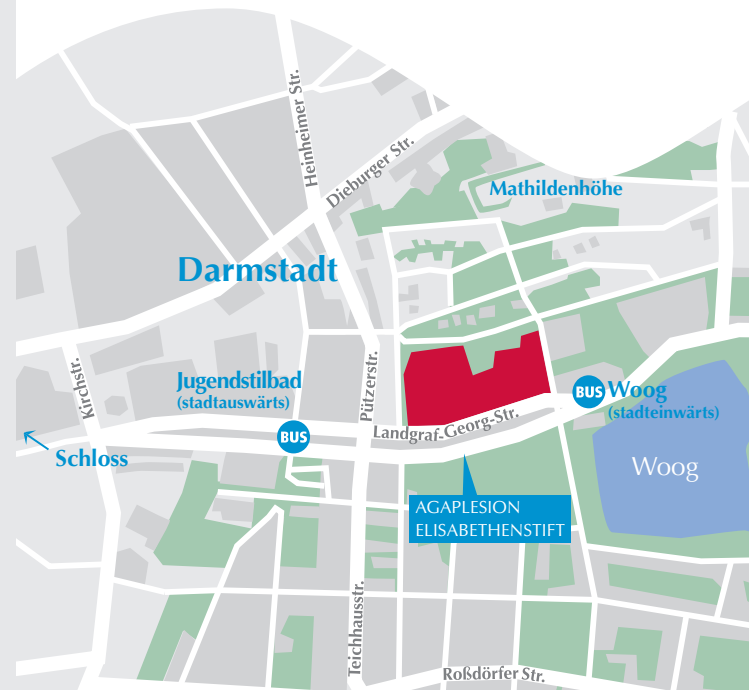 Heinheimer Str.
Dieburger Str.
Mathildenhöhe
Darmstadt
Kirchstr.
Jugendstilbad
(stadtauswärts)
Pützerstr.
BUS
Woog
(stadteinwärts)
BUS
Landgraf-Georg-Str.
Schloss
Woog
AGAPLESION
ELISABETHENSTIFT
Teichhausstr.
Roßdörfer Str.